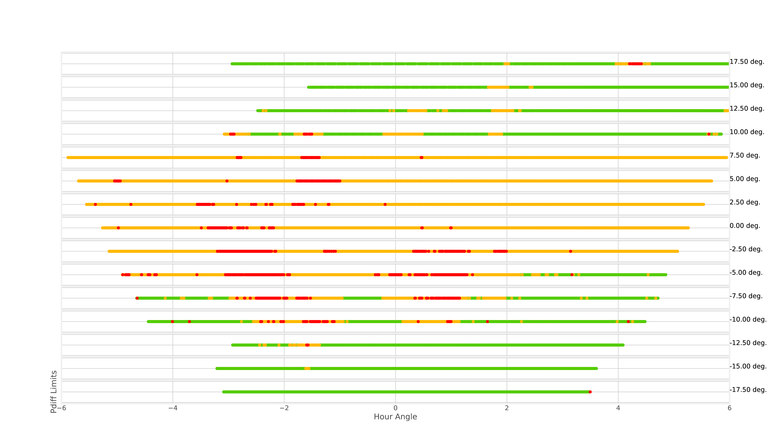 17.50 deg.
15.00 deg.
12.50 deg.
10.00 deg.
7.50 deg.
5.00 deg.
2.50 deg.
0.00 deg.
-2.50 deg.
-5.00 deg.
-7.50 deg.
-10.00 deg.
-12.50 deg.
-15.00 deg.
-17.50 deg.
Pdiff Limits
−6 −4 −2 0 2 4 6
Hour Angle